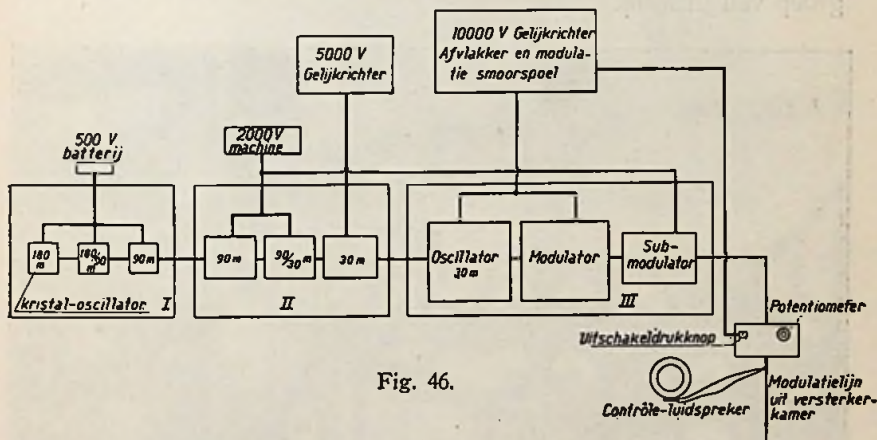 5000 V
Gelijkrichter
10000 V Gelijkrichter
Afvlakker en modula-
tie smoorspoel
500 V
batterij
2000 V
machine
180
m
180/90
m
90 m
kristal-oscillator
I
90 m
90/30 m
30 m
II
Oscillator
30 m
Modulator
Sub-
modulator
III
Potentiometer
Uitschakeldrukknop
Contrôle-luidspreker
Modulatielijn
uit versterker-
kamer
Fig. 46.